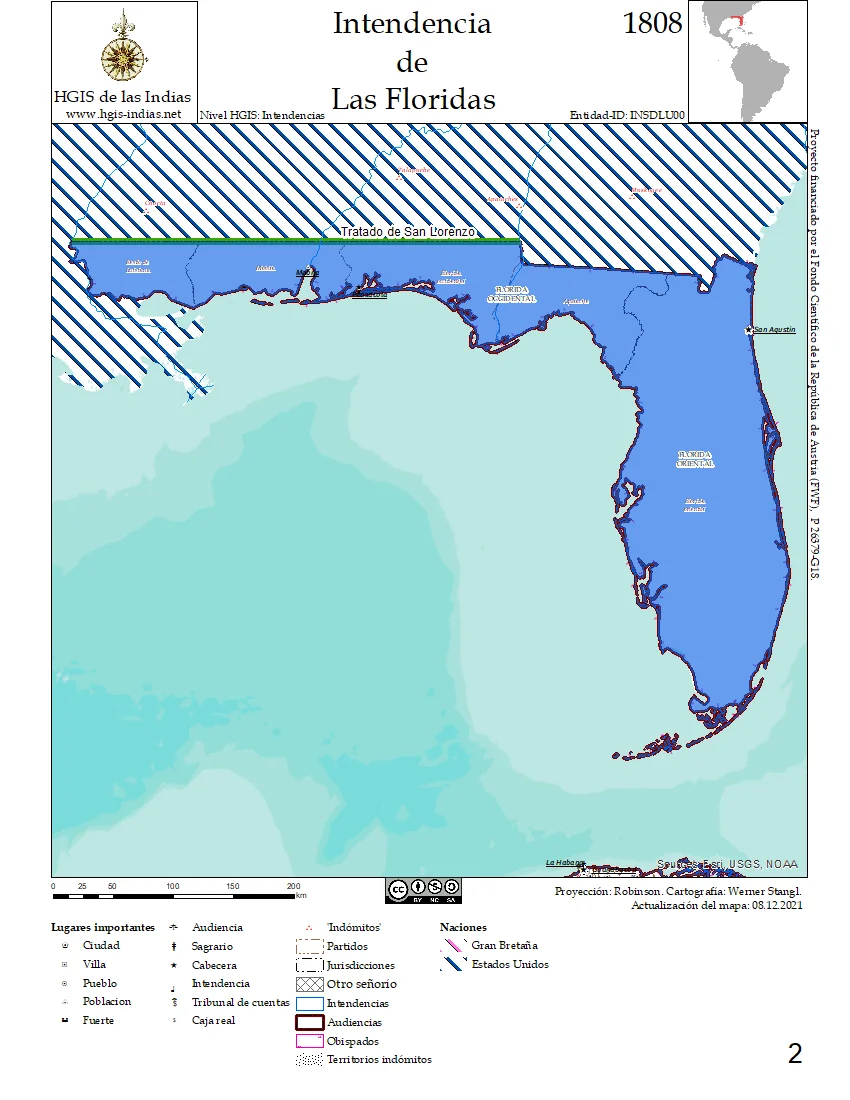 Intendencia
de
Las Floridas
1808
HGIS de las Indias
www.hgis-indias.net
Nivel HGIS: Intendencias
Entidad-ID: INSDLU00
Proyecto financiado por el Fondo Científico de la República de Austria (FWF), P 26379-G18.
Apalaches
Tratado de San Lorenzo
FLORIDA
OCCIDENTAL
San Agustín
FLORIDA
ORIENTAL
La Habana
Sources: Esri, USGS, NOAA
0 25 50 100 150 200
km
CC BY NC SA
Proyección: Robinson. Cartografía: Werner Stangl.
Actualización del mapa: 08.12.2021
Lugares importantes
Ciudad
Villa
Pueblo
Poblacion
Fuerte
Audiencia
Sagrario
Cabecera
Intendencia
Tribunal de cuentas
Caja real
'Indómitos'
Partidos
Jurisdicciones
Otro señorío
Intendencias
Audiencias
Obispados
Territorios indómitos
Naciones
Gran Bretaña
Estados Unidos
2